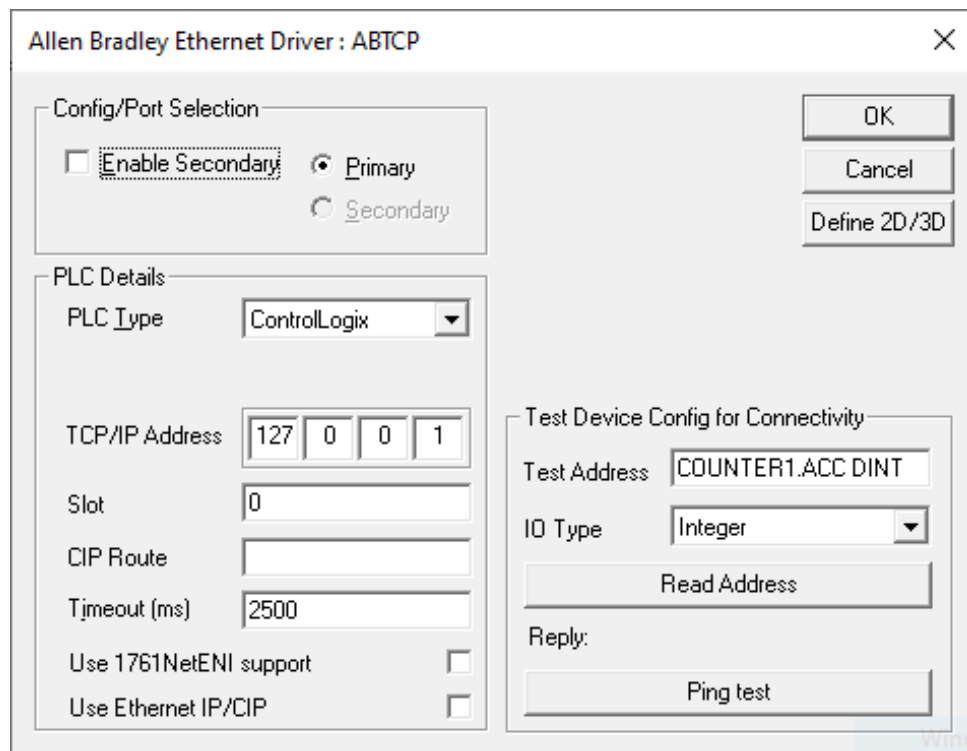 Allen Bradley Ethernet Driver : ABTCP
Config/Port Selection
Enable Secondary
Primary
Secondary
OK
Cancel
Define 2D/3D
PLC Details
PLC Type
ControlLogix
TCP/IP Address
127 0 0 1
Slot
0
CIP Route
Timeout (ms)
2500
Use 1761NetENI support
Use Ethernet IP/CIP
Test Device Config for Connectivity
Test Address
COUNTER1.ACC DINT
IO Type
Integer
Read Address
Reply:
Ping test